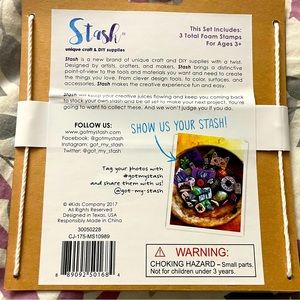 Stash
unique craft & DIY supplies
This Set Includes:
3 Total Foam Stamps
For Ages 3+
Stash is a new brand of unique craft and DIY supplies with a twist.
Designed by artists, crafters, and makers, Stash brings a distinctive
point-of-view to the tools and materials you want and need to create
the things you love. From clever design tools, to color, surfaces, and
accessories, Stash makes the creative experience fun and easy.
Stash will keep your creative juices flowing and keep you coming back
to stock your own stash and be all set to make your next project. You're
going to want to collect these. And we won't judge you if you do.
FOLLOW US:
www.gotmystash.com
Facebook: @gotmystash
Instagram: got_my_stash
Twitter: @got_my_stash
SHOW US YOUR STASH!
Tag your photos with
#gotmystash
and share them with us!
@got-my-stash
© 4Kids Company 2017
All Rights Reserved
Designed in Texas, USA
Responsibly Made in China
30050228
CJ-175-MS10989
8 89092 50168 4
WARNING:
CHOKING HAZARD – Small parts.
Not for children under 3 years.